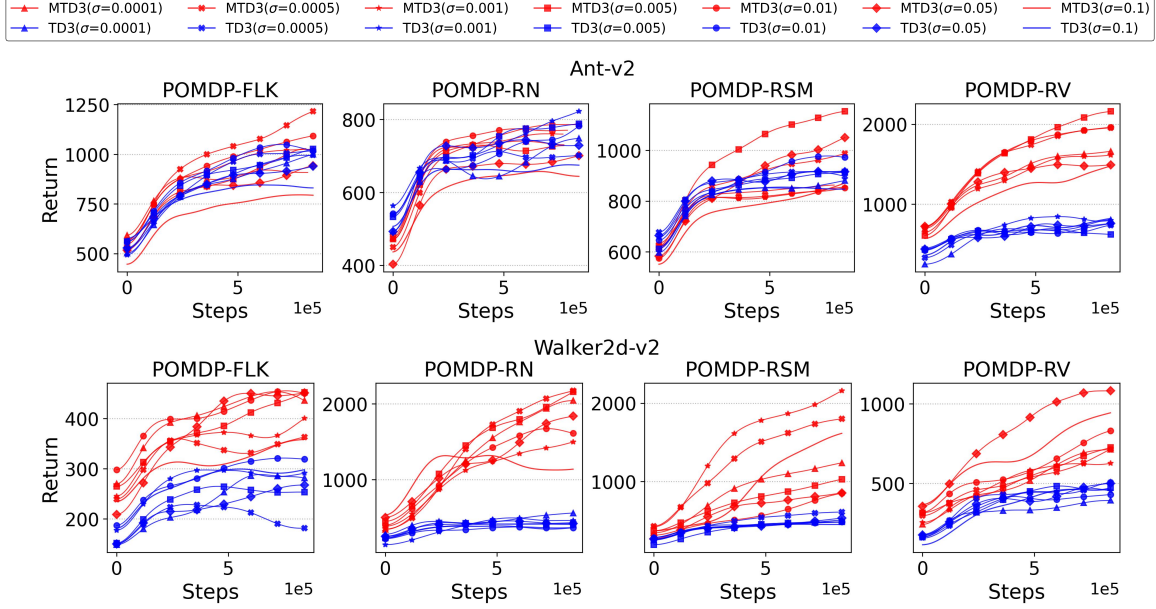 MTD3(σ=0.0001) MTD3(σ=0.0005) MTD3(σ=0.001) MTD3(σ=0.005) MTD3(σ=0.01) MTD3(σ=0.05) MTD3(σ=0.1)
TD3(σ=0.0001) TD3(σ=0.0005) TD3(σ=0.001) TD3(σ=0.005) TD3(σ=0.01) TD3(σ=0.05) TD3(σ=0.1)
Ant-v2
POMDP-FLK POMDP-RN POMDP-RSM POMDP-RV
Return
1250
1000
750
500
0 5
Steps 1e5
800
600
400
0 5
Steps 1e5
1000
800
600
0 5
Steps 1e5
2000
1000
0 5
Steps 1e5
Walker2d-v2
POMDP-FLK POMDP-RN POMDP-RSM POMDP-RV
Return
400
300
200
0 5
Steps 1e5
2000
1000
0 5
Steps 1e5
2000
1000
0 5
Steps 1e5
1000
500
0 5
Steps 1e5